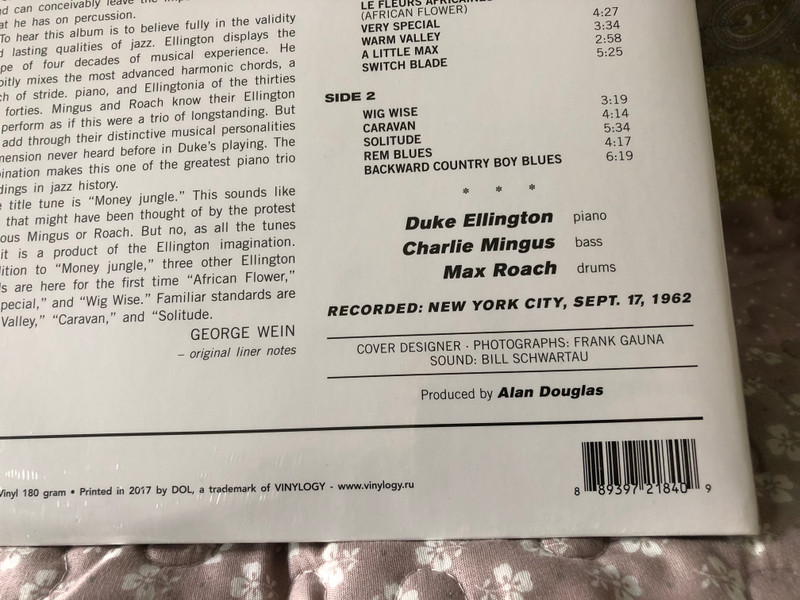 nd can conceivably leave the
at he has on percussion.
To hear this album is to believe fully in the validity
d lasting qualities of jazz. Ellington displays the
pe of four decades of musical experience. He
bitly mixes the most advanced harmonic chords, a
ch of stride. piano, and Ellingtonia of the thirties
forties. Mingus and Roach know their Ellington
perform as if this were a trio of longstanding. But
add through their distinctive musical personalities
mension never heard before in Duke's playing. The
bination makes this one of the greatest piano trio
dings in jazz history.
e title tune is “Money jungle.” This sounds like
that might have been thought of by the protest
ous Mingus or Roach. But no, as all the tunes
it is a product of the Ellington imagination.
dition to “Money jungle,” three other Ellington
ls are here for the first time “African Flower,”
pecial,” and “Wig Wise.” Familiar standards are
Valley,” “Caravan,” and “Solitude.
GEORGE WEIN
– original liner notes
LE FLEURS AFRICAINES
(AFRICAN FLOWER)
VERY SPECIAL 4:27
WARM VALLEY 3:34
A LITTLE MAX 2:58
SWITCH BLADE 5:25
SIDE 2
WIG WISE 3:19
CARAVAN 4:14
SOLITUDE 5:34
REM BLUES 4:17
BACKWARD COUNTRY BOY BLUES 6:19
* * *
Duke Ellington piano
Charlie Mingus bass
Max Roach drums
RECORDED: NEW YORK CITY, SEPT. 17, 1962
COVER DESIGNER · PHOTOGRAPHS: FRANK GAUNA
SOUND: BILL SCHWARTAU
Produced by Alan Douglas
Vinyl 180 gram • Printed in 2017 by DOL, a trademark of VINYLOGY - www.vinylogy.ru
8 89397 21840 9